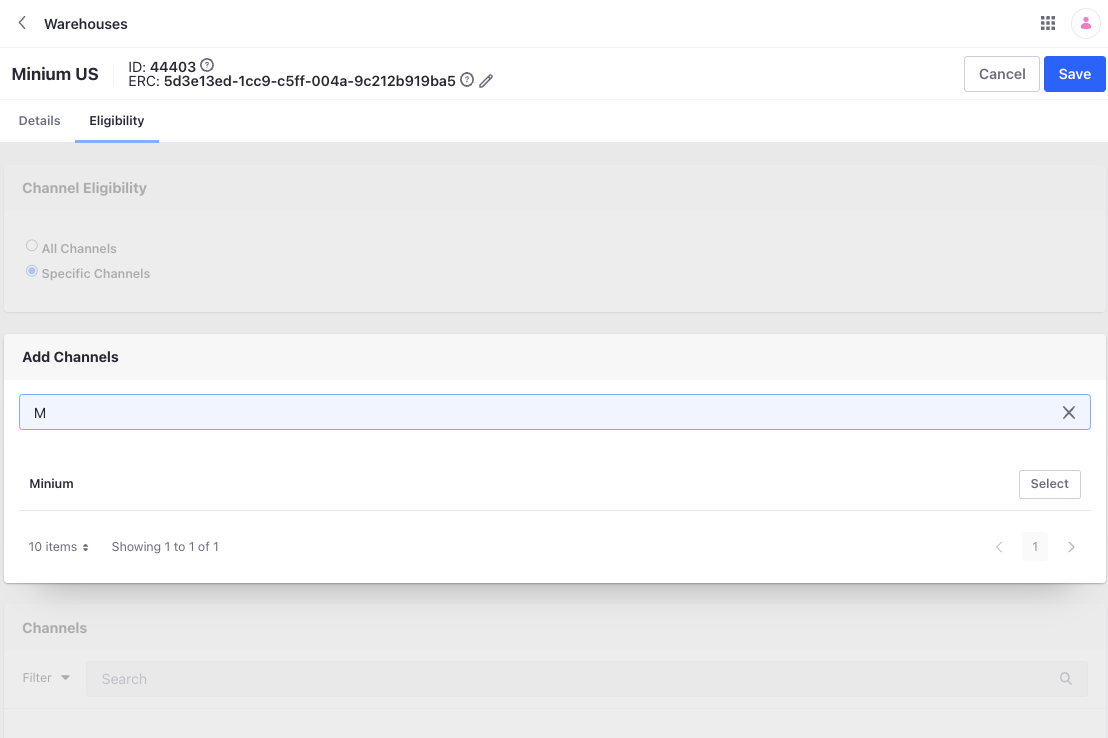 Warehouses
Minium US
ID: 44403
ERC: 5d3e13ed-1cc9-c5ff-004a-9c212b919ba5
Cancel
Save
Details
Eligibility
Channel Eligibility
All Channels
Specific Channels
Add Channels
M
Minium
Select
10 items
Showing 1 to 1 of 1
1
Channels
Filter
Search